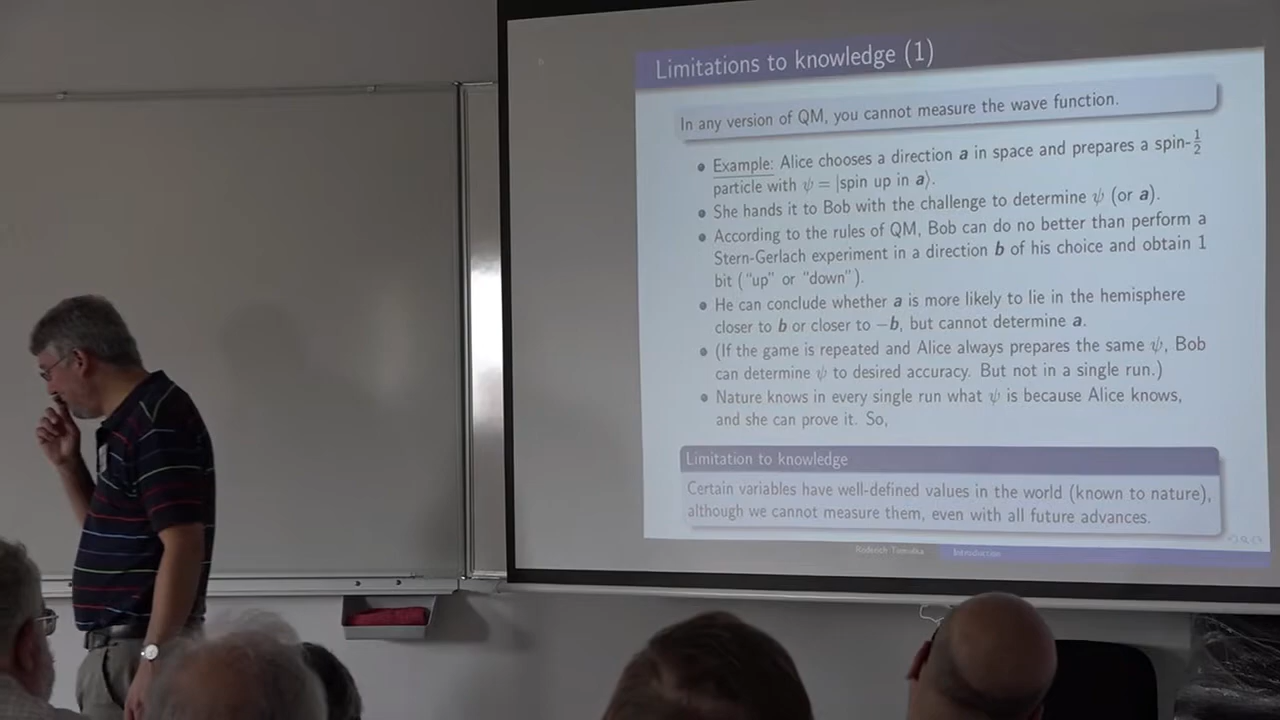 Limitations to knowledge (1)
In any version of QM, you cannot measure the wave function.
• Example: Alice chooses a direction a in space and prepares a spin-½
particle with ψ = |spin up in a⟩.
• She hands it to Bob with the challenge to determine ψ (or a).
• According to the rules of QM, Bob can do no better than perform a
Stern-Gerlach experiment in a direction b of his choice and obtain 1
bit ("up" or "down").
• He can conclude whether a is more likely to lie in the hemisphere
closer to b or closer to −b, but cannot determine a.
• (If the game is repeated and Alice always prepares the same ψ, Bob
can determine ψ to desired accuracy. But not in a single run.)
• Nature knows in every single run what ψ is because Alice knows,
and she can prove it. So,
Limitation to knowledge
Certain variables have well-defined values in the world (known to nature),
although we cannot measure them, even with all future advances.
Roderich Tumulka Introduction